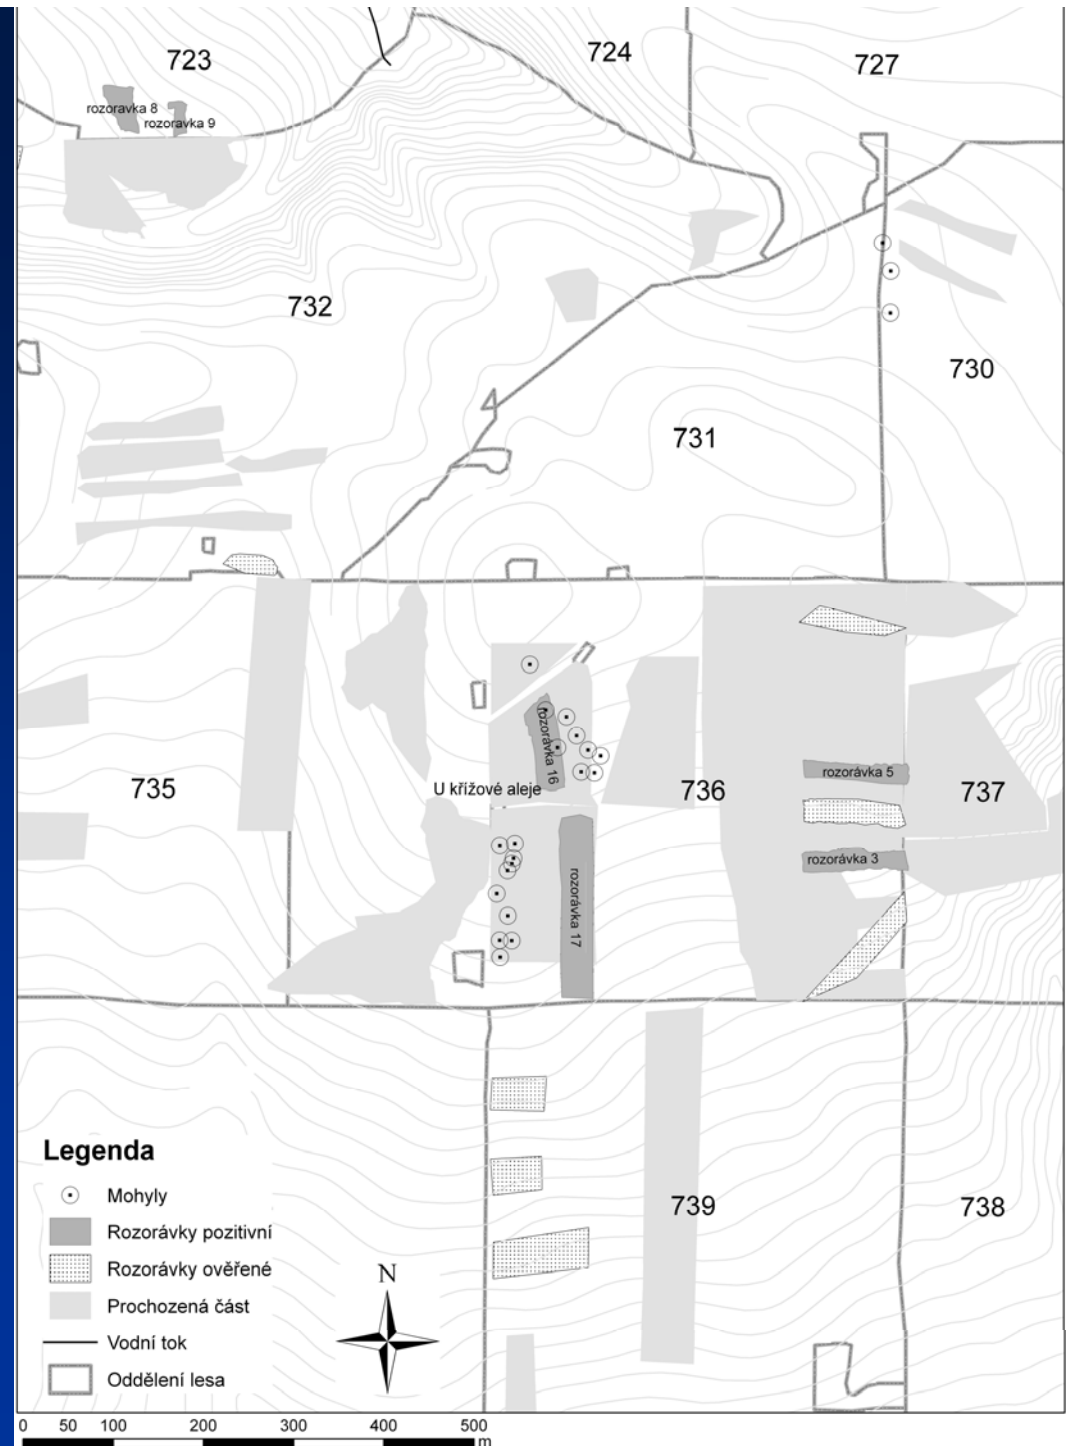 723
724
727
rozoravka 8
rozoravka 9
732
730
731
rozorávka 16
735
U křížové aleje
736
rozorávka 5
737
rozorávka 3
rozorávka 17
Legenda
Mohyly
Rozorávky pozitivní
Rozorávky ověřené
Prochozená část
Vodní tok
Oddělení lesa
N
739
738
0 50 100 200 300 400 500
m